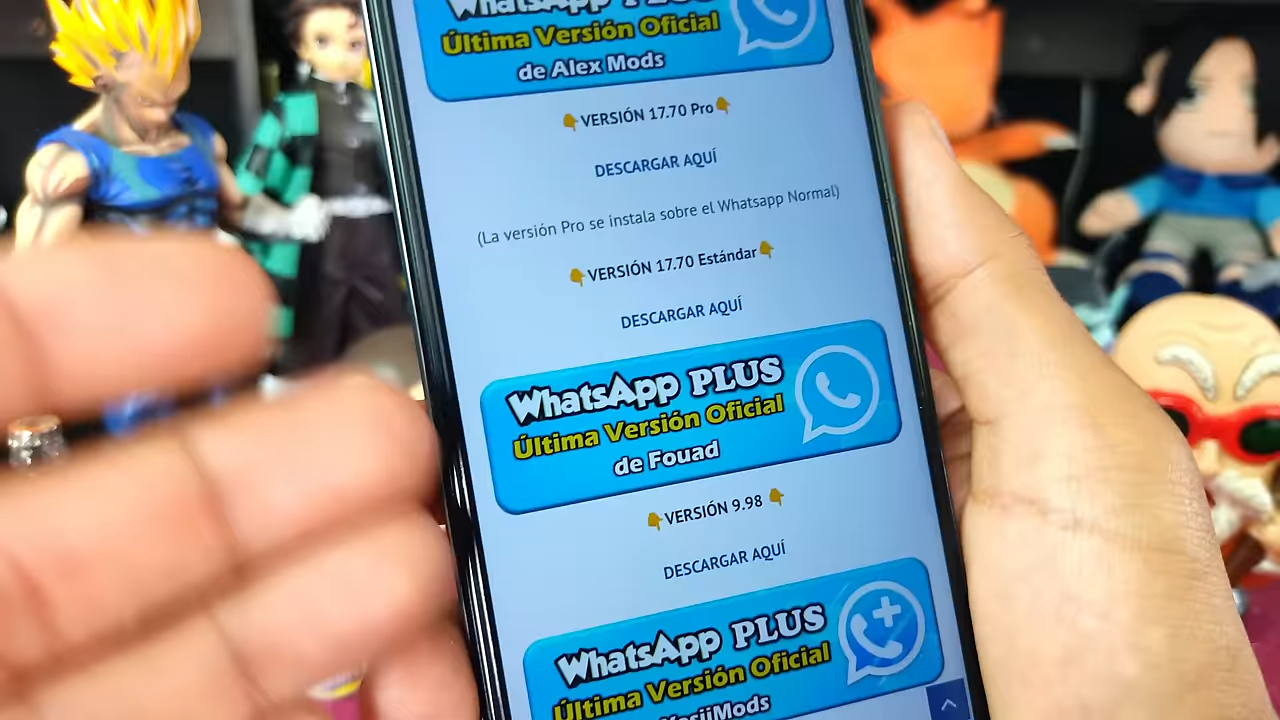 WhatsApp PLUS
Última Versión Oficial
de Alex Mods
👇VERSIÓN 17.70 Pro👇
DESCARGAR AQUÍ
(La versión Pro se instala sobre el Whatsapp Normal)
👇VERSIÓN 17.70 Estándar👇
DESCARGAR AQUÍ
WhatsApp PLUS
Última Versión Oficial
de Fouad
👇VERSIÓN 9.98 👇
DESCARGAR AQUÍ
WhatsApp PLUS
Última Versión Oficial